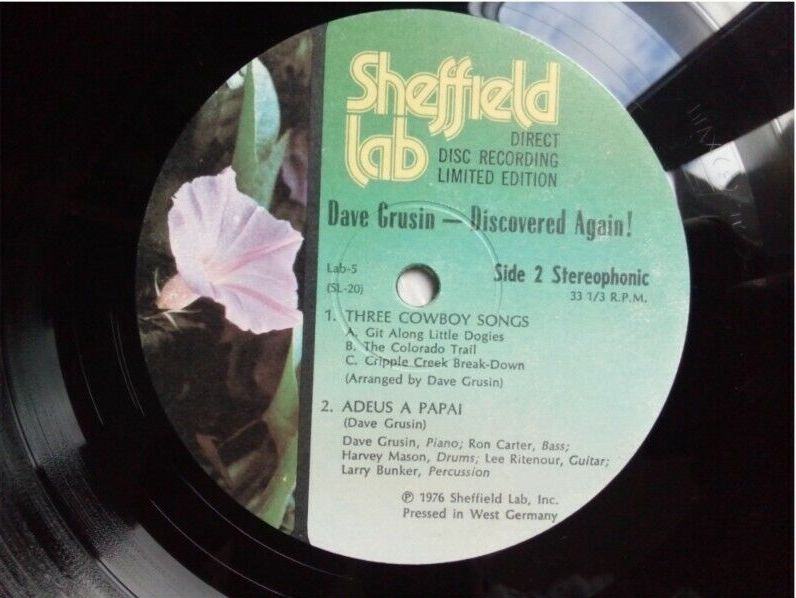 Sheffield
lab
DIRECT
DISC RECORDING
LIMITED EDITION
Dave Grusin — Discovered Again!
Lab-5
(SL-20)
Side 2 Stereophonic
33 1/3 R.P.M.
1. THREE COWBOY SONGS
A. Git Along Little Dogies
B. The Colorado Trail
C. Cripple Creek Break-Down
(Arranged by Dave Grusin)
2. ADEUS A PAPAI
(Dave Grusin)
Dave Grusin, Piano; Ron Carter, Bass;
Harvey Mason, Drums; Lee Ritenour, Guitar;
Larry Bunker, Percussion
℗ 1976 Sheffield Lab, Inc.
Pressed in West Germany